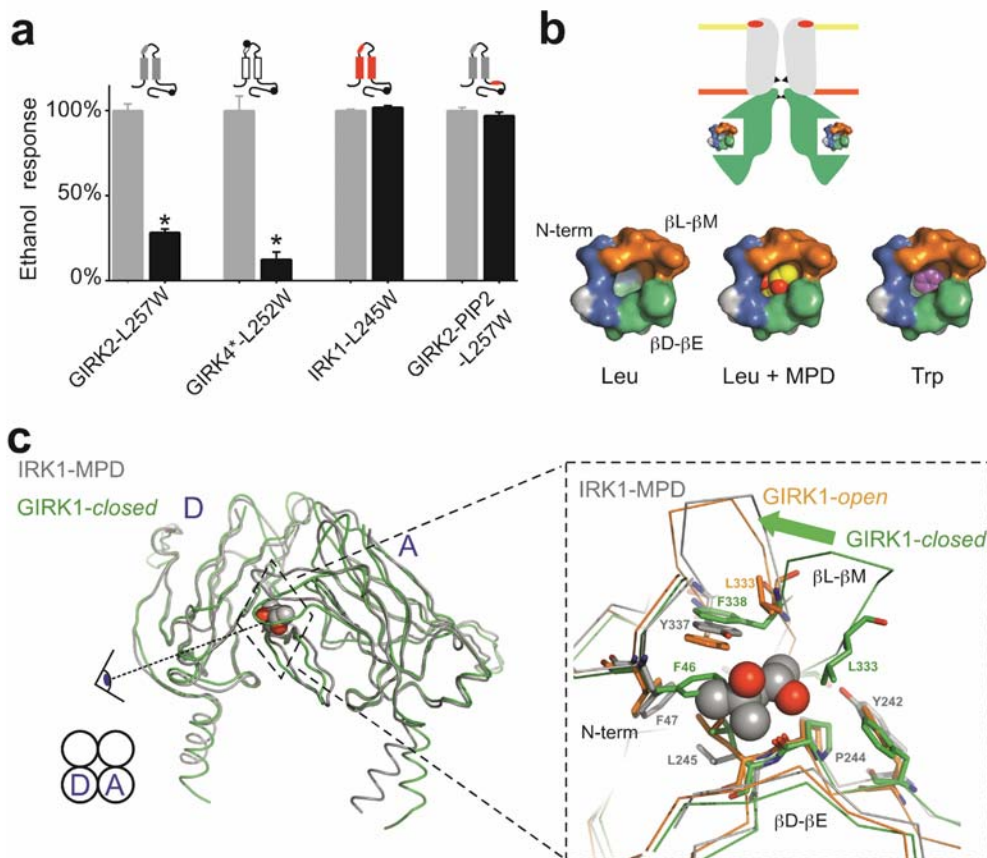 a
Ethanol response
100%
50%
0%
*
*
GIRK2-L257W
GIRK4*-L252W
IRK1-L245W
GIRK2-PIP2
-L257W
b
N-term
βL-βM
βD-βE
Leu
Leu + MPD
Trp
c
IRK1-MPD
GIRK1-closed
D
A
D
A
IRK1-MPD
GIRK1-open
GIRK1-closed
βL-βM
L333
F338
Y337
L333
F46
Y242
N-term
F47
L245
P244
βD-βE